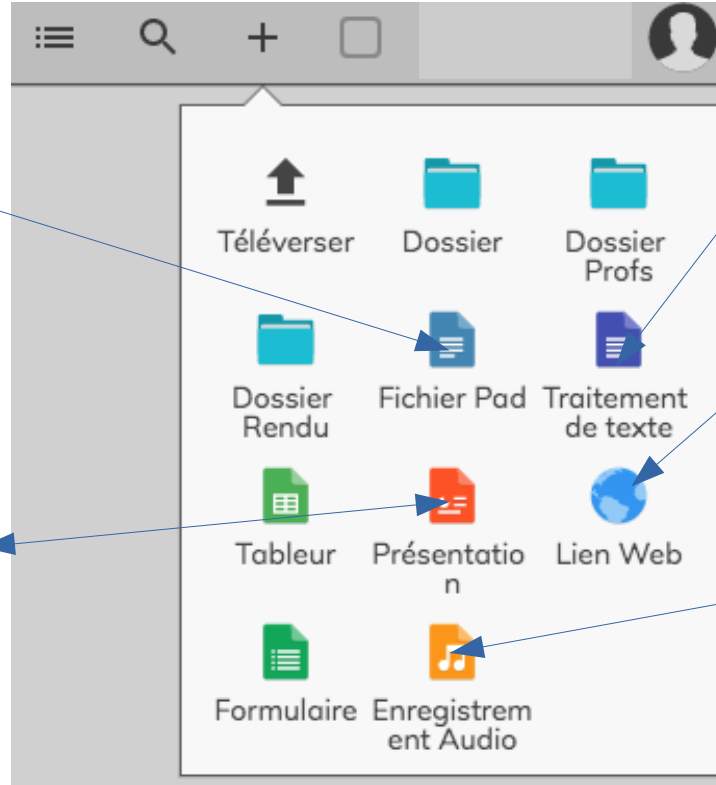 Téléverser
Dossier
Dossier
Profs
Dossier
Rendu
Fichier Pad
Traitement
de texte
Tableur
Présentatio
n
Lien Web
Formulaire
Enregistrem
ent Audio